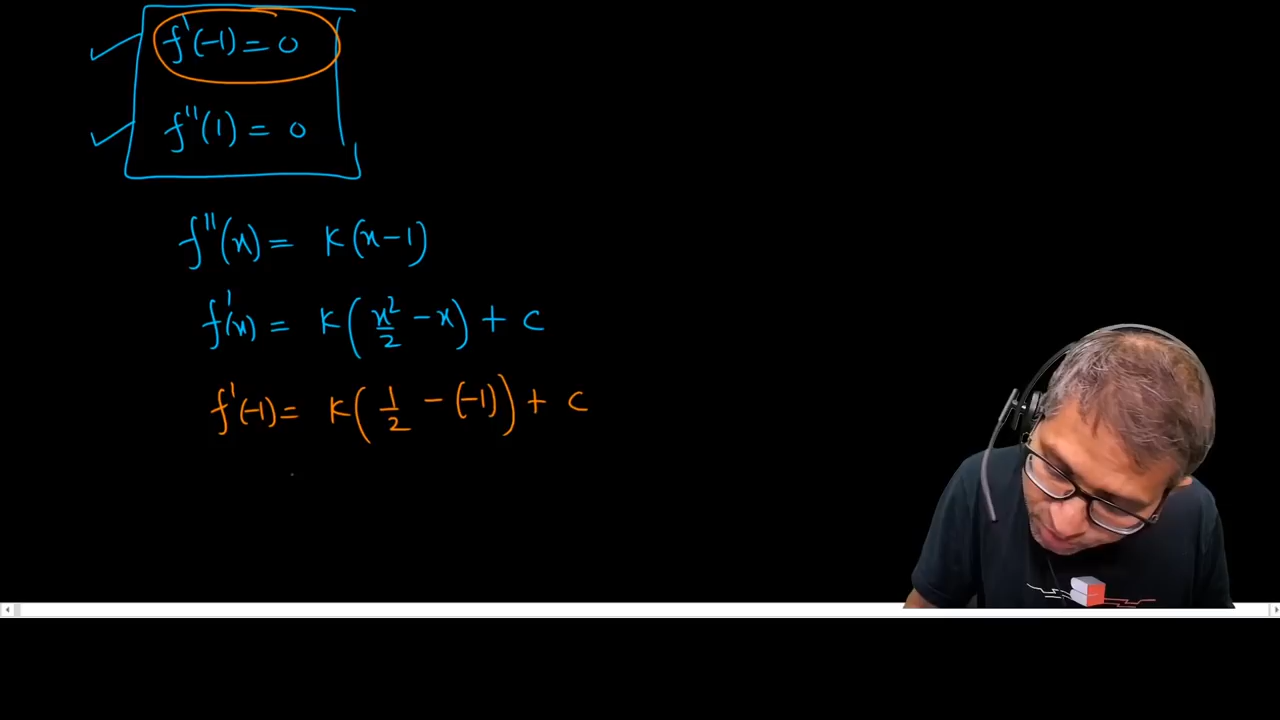 f'(-1) = 0
f''(1) = 0
f''(x) = K(x-1)
f'(x) = K(x²/2 - x) + c
f'(-1) = K(1/2 - (-1)) + c